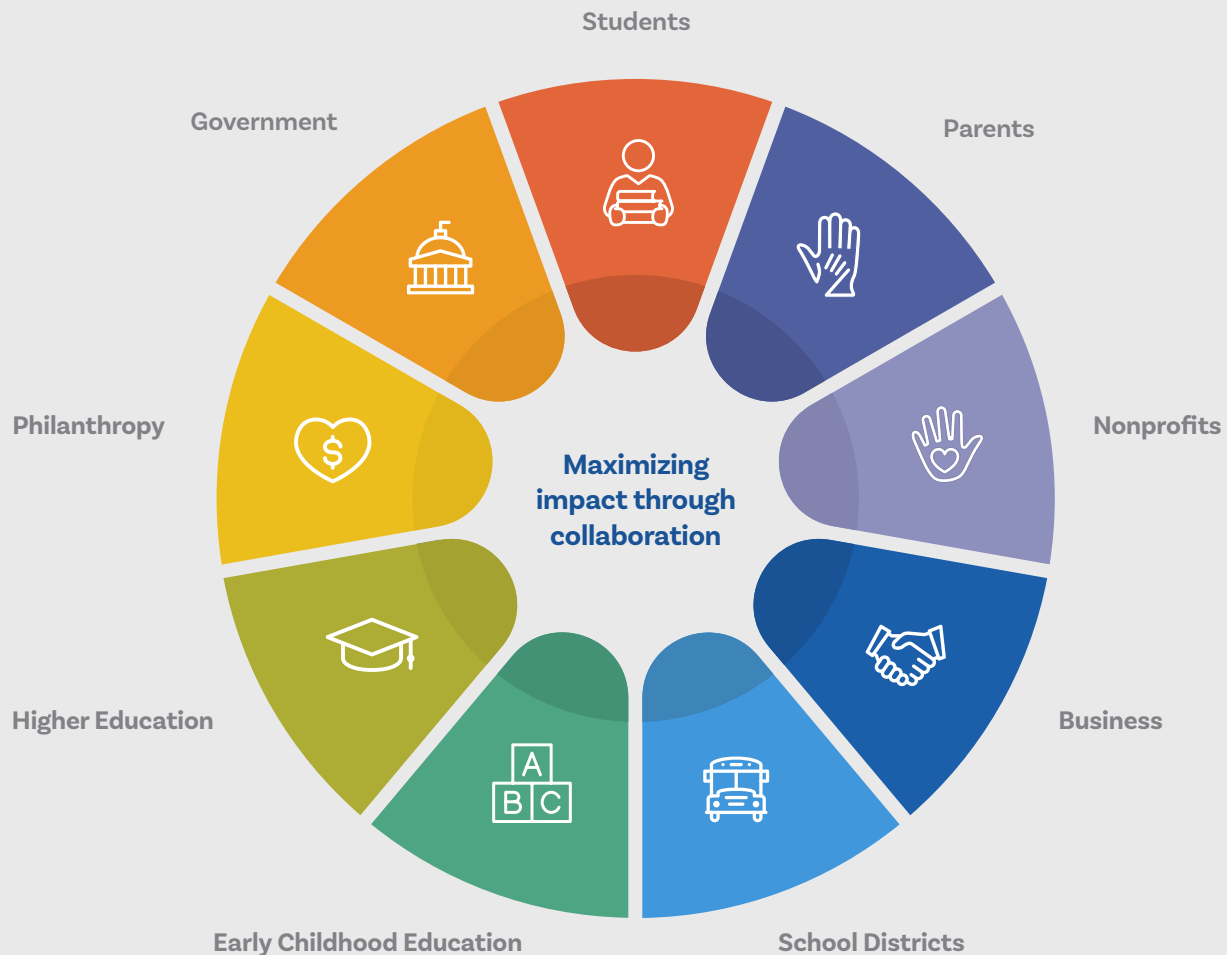 Students
Government
Parents
Philanthropy
Nonprofits
$
Maximizing
impact through
collaboration
Higher Education
Business
A
B C
Early Childhood Education
School Districts